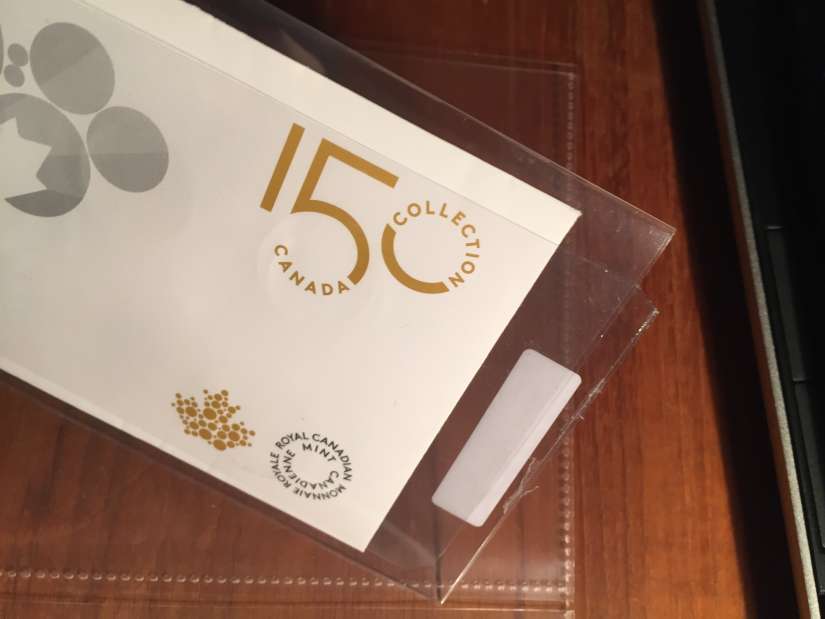 150
COLLECTION
CANADA
ROYAL CANADIAN
MINT
MONNAIE ROYALE
CANADIENNE